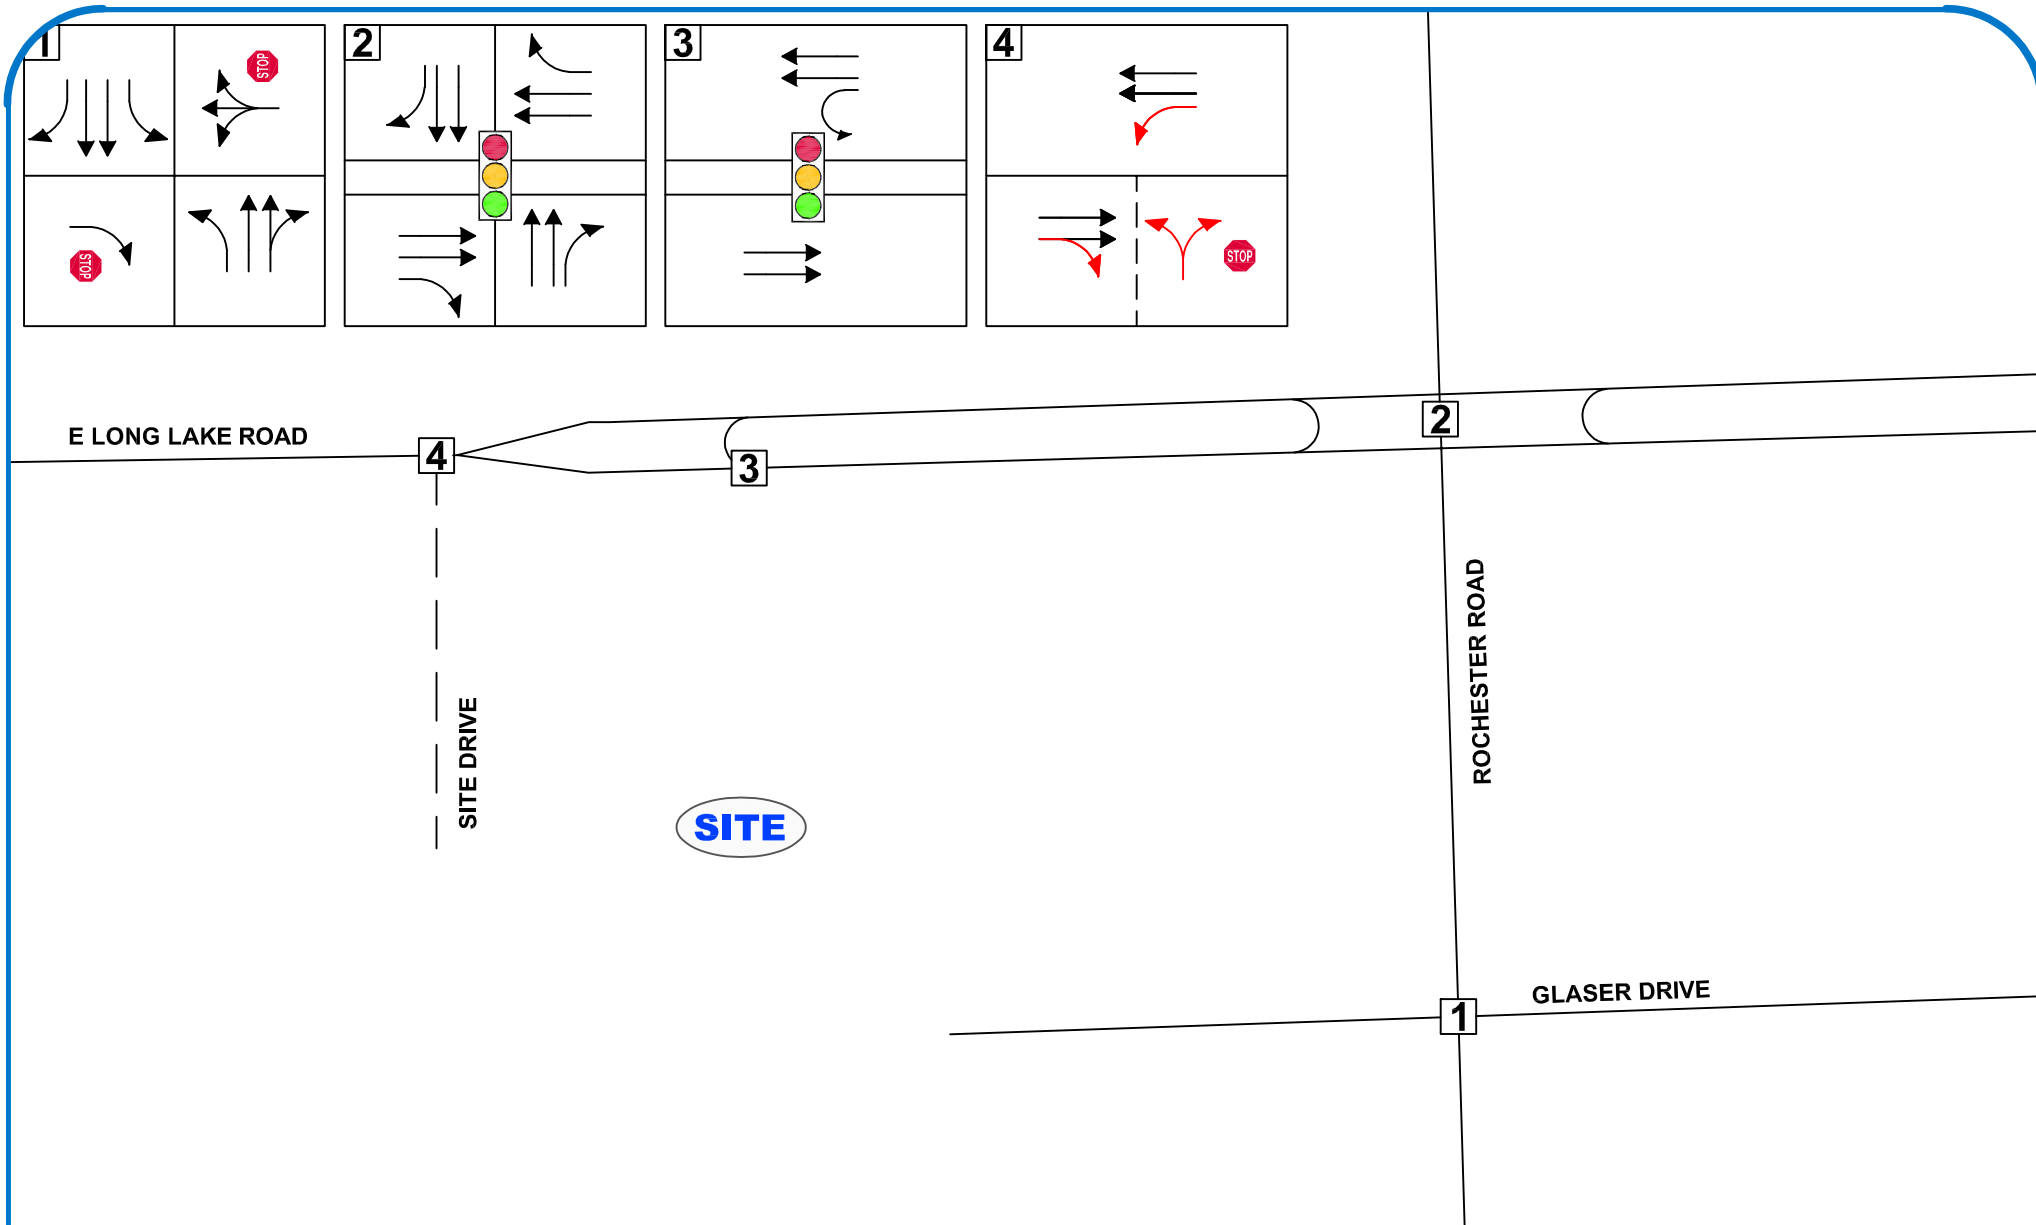 1
2
3
4
STOP
STOP
STOP
E LONG LAKE ROAD
4
3
2
SITE DRIVE
SITE
ROCHESTER ROAD
GLASER DRIVE
1